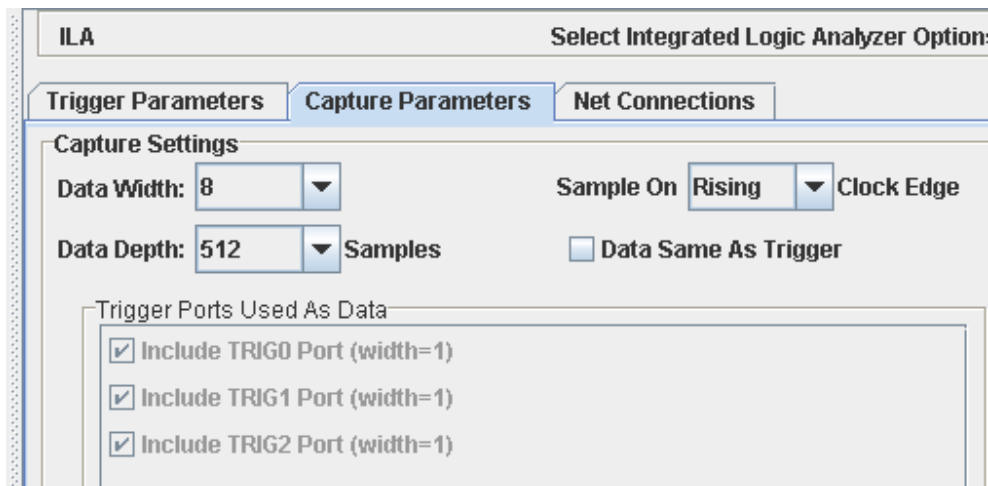 ILA Select Integrated Logic Analyzer Option
Trigger Parameters Capture Parameters Net Connections
Capture Settings
Data Width: 8 Sample On Rising Clock Edge
Data Depth: 512 Samples Data Same As Trigger
Trigger Ports Used As Data
Include TRIG0 Port (width=1)
Include TRIG1 Port (width=1)
Include TRIG2 Port (width=1)